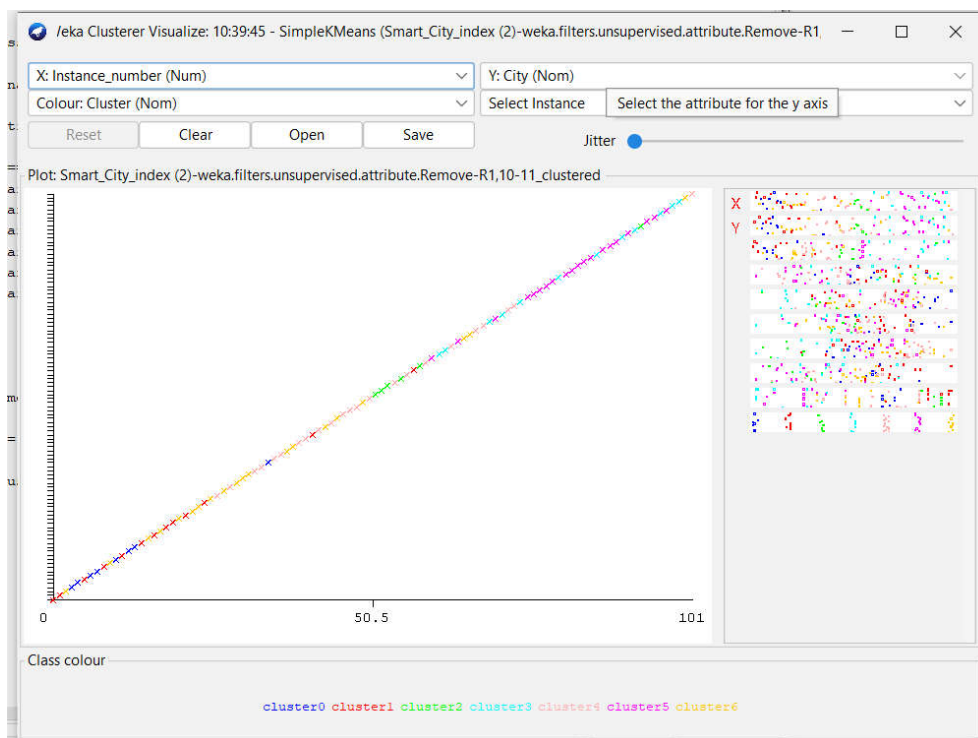 /eka Clusterer Visualize: 10:39:45 - SimpleKMeans (Smart_City_index (2)-weka.filters.unsupervised.attribute.Remove-R1,
X: Instance_number (Num) Y: City (Nom)
Colour: Cluster (Nom) Select Instance Select the attribute for the y axis
Reset Clear Open Save Jitter
Plot: Smart_City_index (2)-weka.filters.unsupervised.attribute.Remove-R1,10-11_clustered
X
Y
0 50.5 101
Class colour
cluster0 cluster1 cluster2 cluster3 cluster4 cluster5 cluster6